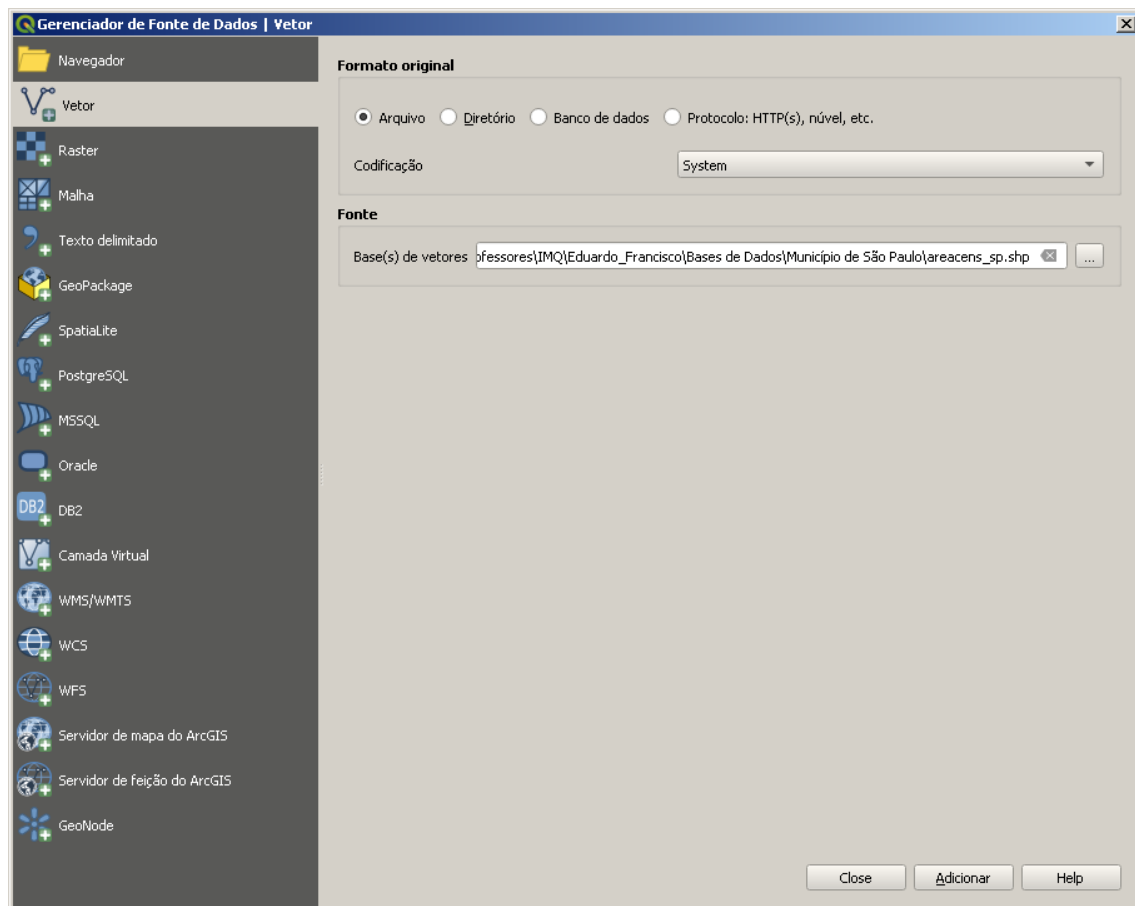 Gerenciador de Fonte de Dados | Vetor
Navegador
Vetor
Raster
Malha
Texto delimitado
GeoPackage
SpatiaLite
PostgreSQL
MSSQL
Oracle
DB2
DB2
Camada Virtual
WMS/WMTS
WCS
WFS
Servidor de mapa do ArcGIS
Servidor de feição do ArcGIS
GeoNode
Formato original
Arquivo Diretório Banco de dados Protocolo: HTTP(s), núvel, etc.
Codificação System
Fonte
Base(s) de vetores ofessores\IMQ\Eduardo_Francisco\Bases de Dados\Município de São Paulo\areacens_sp.shp ...
Close Adicionar Help